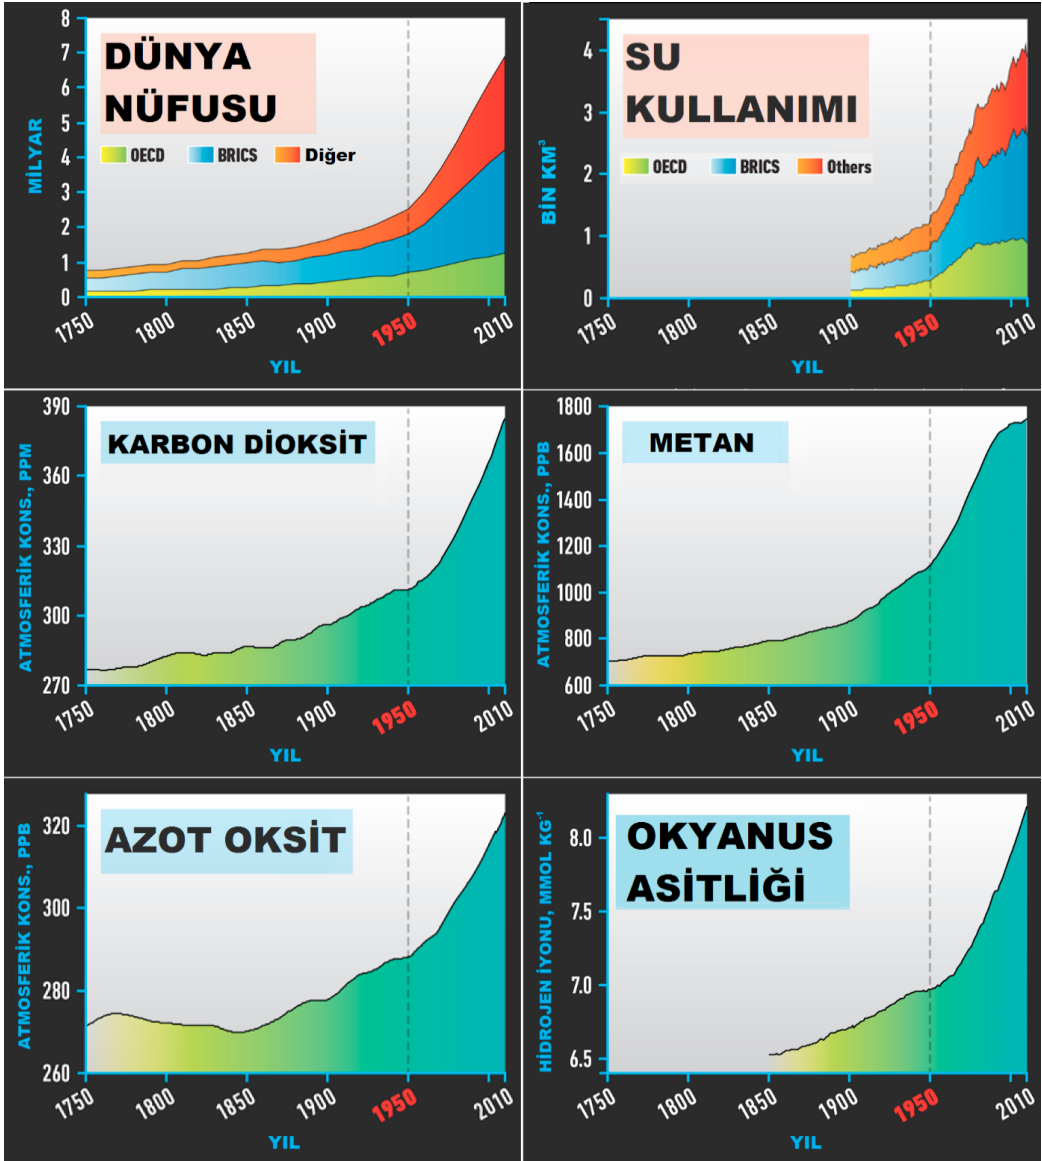 DÜNYA
NÜFUSU
OECD BRICS Diğer
MİLYAR
8
7
6
5
4
3
2
1
0
1750 1800 1850 1900 1950 2010
YIL
SU
KULLANIMI
OECD BRICS Others
BİN KM³
4
3
2
1
0
1750 1800 1850 1900 1950 2010
YIL
KARBON DİOKSİT
ATMOSFERİK KONS., PPM
390
360
330
300
270
1750 1800 1850 1900 1950 2010
YIL
METAN
ATMOSFERİK KONS., PPB
1800
1600
1400
1200
1000
800
600
1750 1800 1850 1900 1950 2010
YIL
AZOT OKSİT
ATMOSFERİK KONS., PPB
320
300
280
260
1750 1800 1850 1900 1950 2010
YIL
OKYANUS
ASİTLİĞİ
HİDROJEN İYONU, MMOL KG⁻¹
8.0
7.5
7.0
6.5
1750 1800 1850 1900 1950 2010
YIL